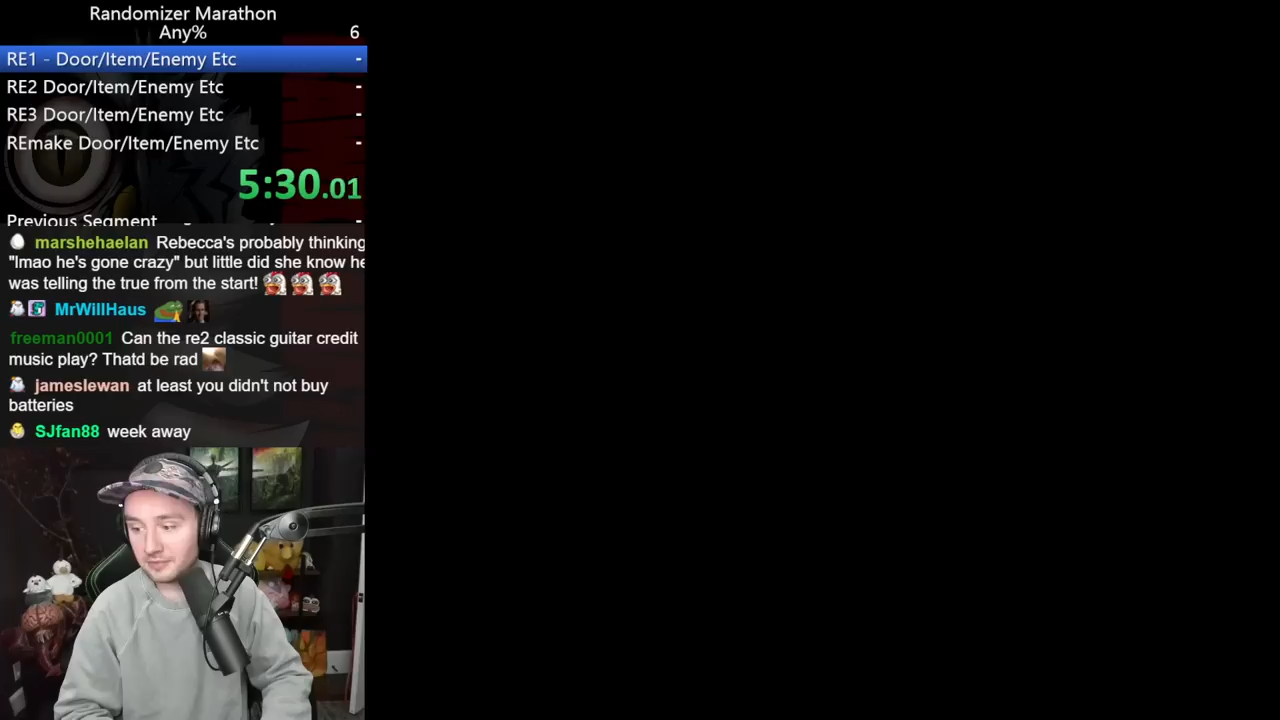 Randomizer Marathon
Any% 6
RE1 - Door/Item/Enemy Etc -
RE2 Door/Item/Enemy Etc -
RE3 Door/Item/Enemy Etc -
REmake Door/Item/Enemy Etc -
5:30.01
Previous Segment -
marshehaelan Rebecca's probably thinking
"lmao he's gone crazy" but little did she know he
was telling the true from the start!
MrWillHaus
freeman0001 Can the re2 classic guitar credit
music play? Thatd be rad
jameslewan at least you didn't not buy
batteries
SJfan88 week away